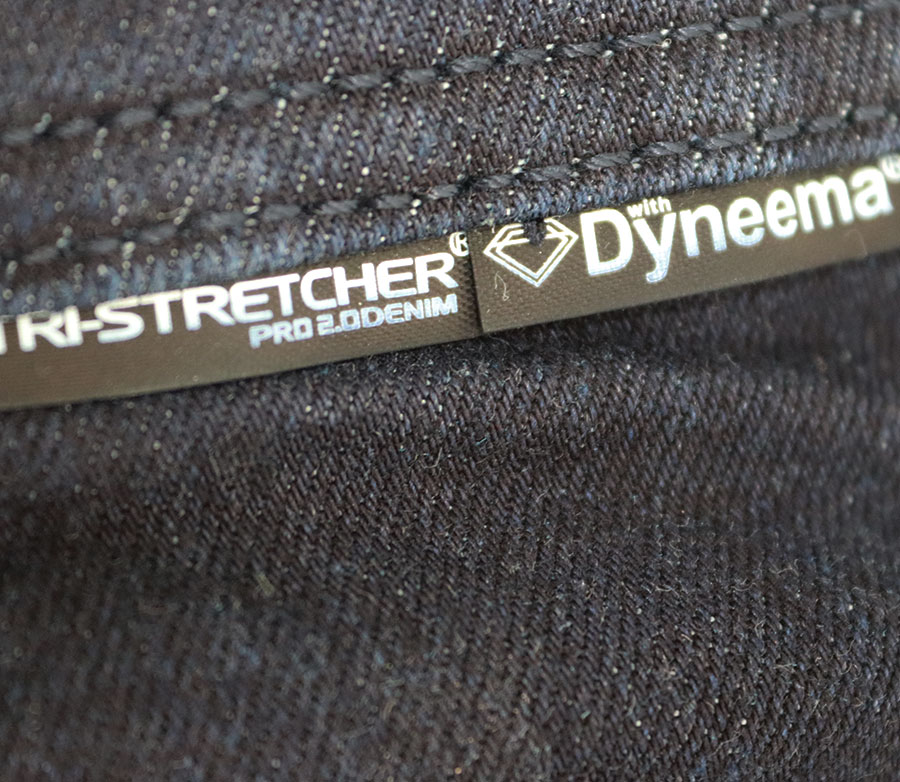 TRI-STRETCHER®
PRO 2.0 DENIM
with
Dyneema®